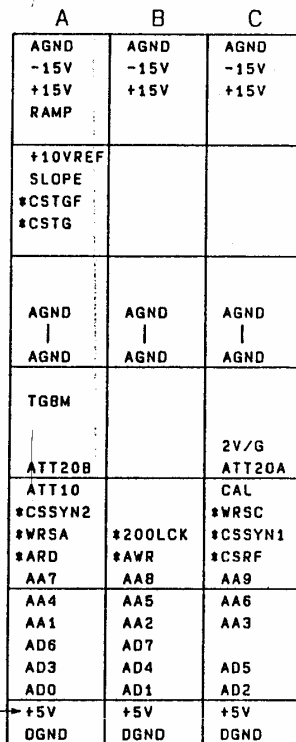 A B C
AGND AGND AGND
-15V -15V -15V
+15V +15V +15V
RAMP
+10VREF
SLOPE
*CSTGF
*CSTG
AGND AGND AGND
AGND AGND AGND
TGBM
2V/G
ATT20B ATT20A
ATT10 CAL
*CSSYN2 *WRSC
*WRSA *200LCK *CSSYN1
*ARD *AWR *CSRF
AA7 AA8 AA9
AA4 AA5 AA6
AA1 AA2 AA3
AD6 AD7
AD3 AD4 AD5
AD0 AD1 AD2
+5V +5V +5V
DGND DGND DGND